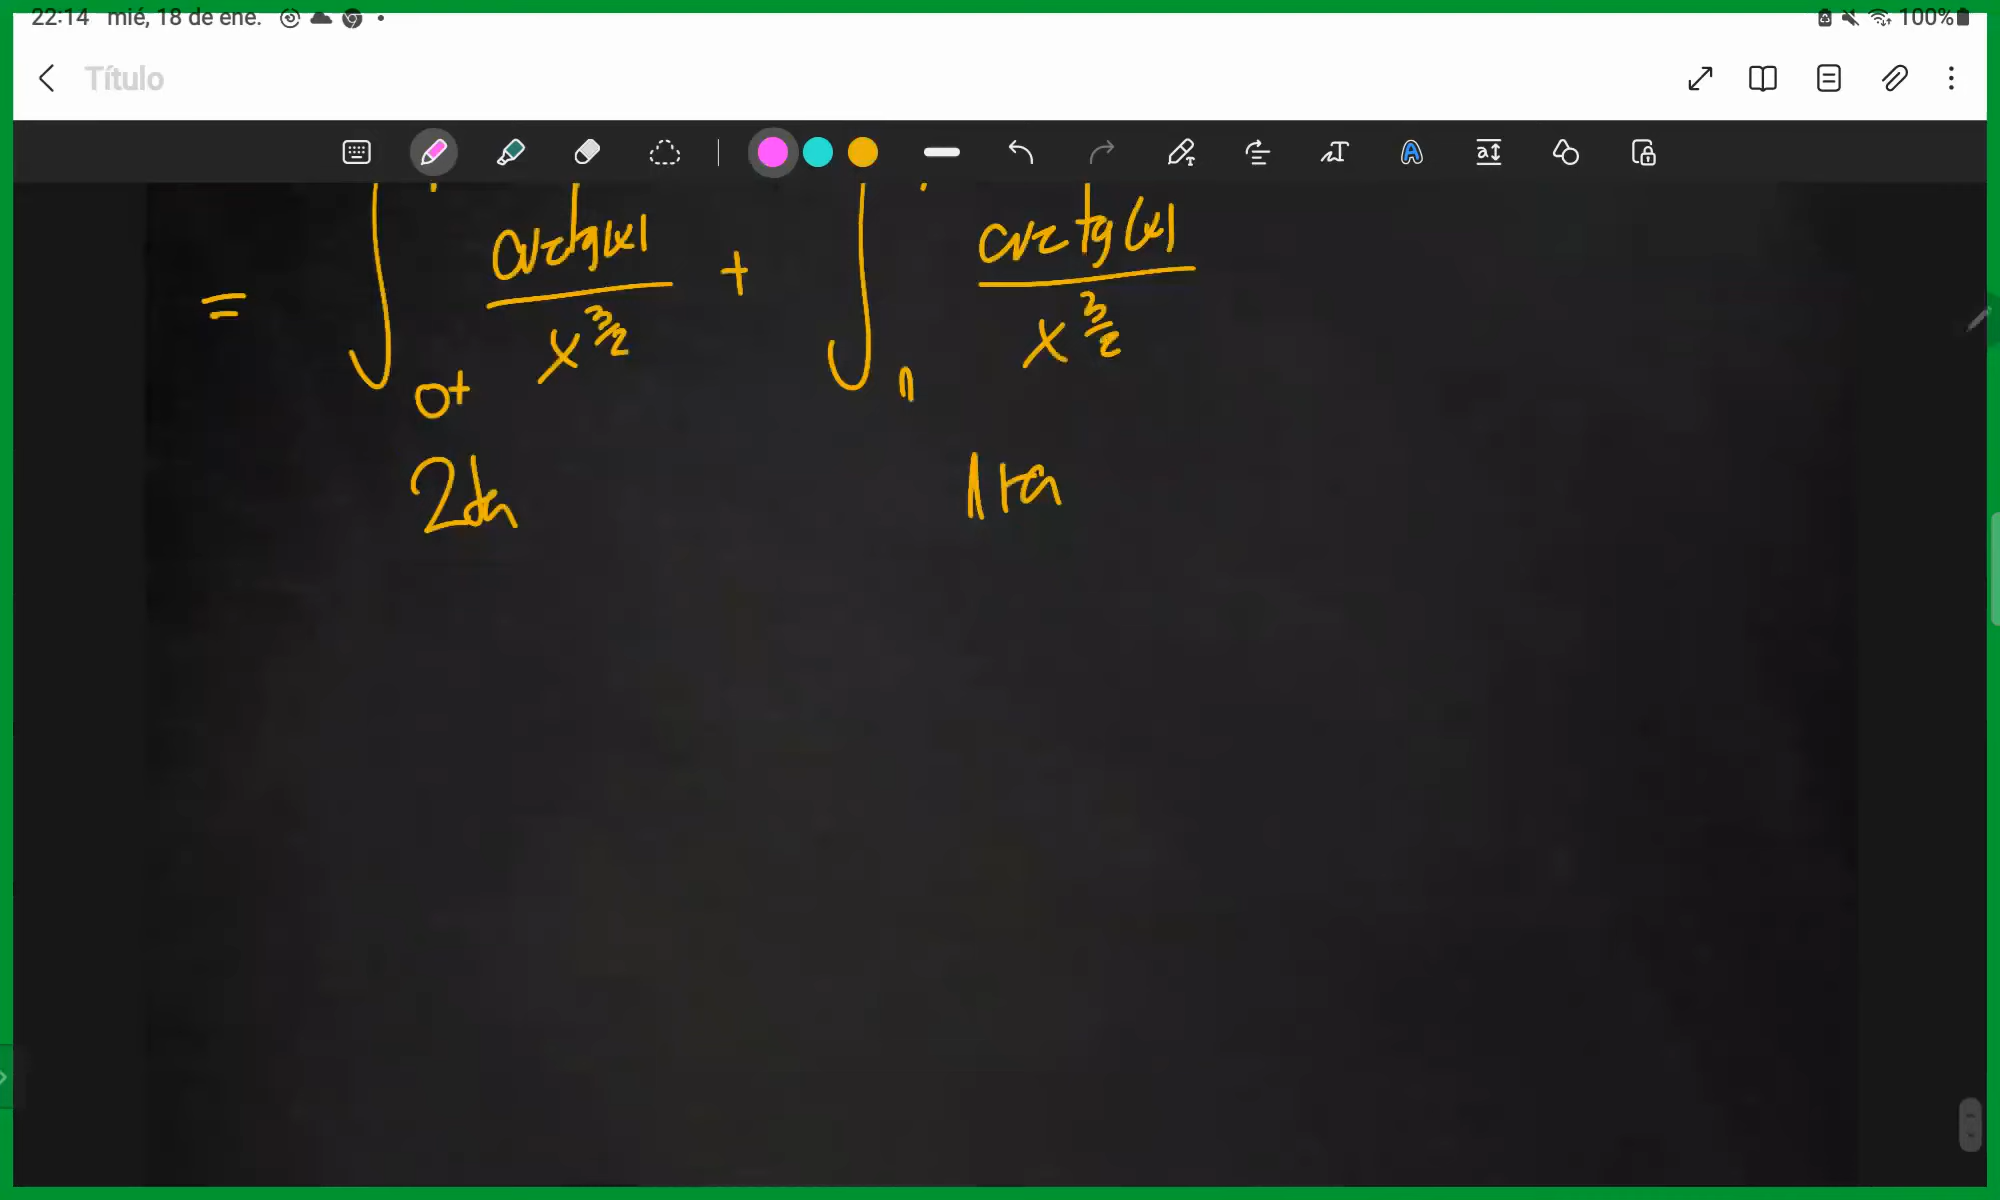 22:14 mié, 18 de ene. 100%
Título
= ∫ arctg(x) / x^3/2 + ∫ arctg(x) / x^3/2
0+ 1
2da 1ra